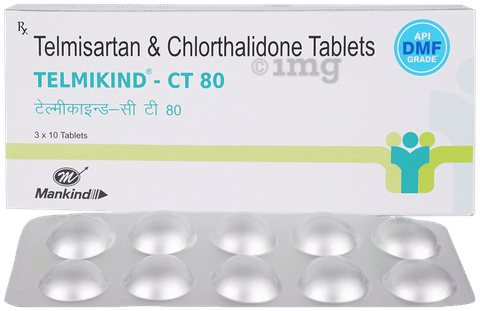 Rx
Telmisartan & Chlorthalidone Tablets
API
DMF
GRADE
TELMIKIND® - CT 80
© 1mg
टेल्मीकाइन्ड–सी टी 80
3 x 10 Tablets
Mankind